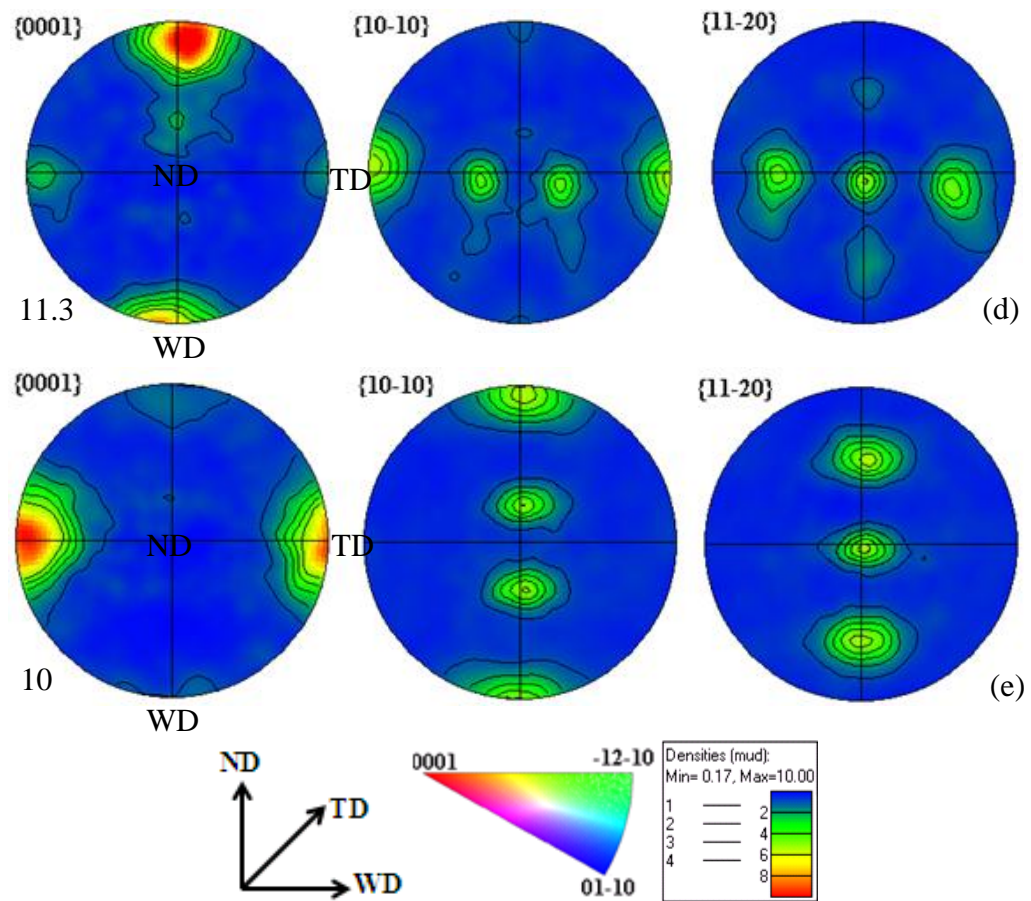 {0001} {10-10} {11-20}
ND TD
11.3 (d)
WD
{0001} {10-10} {11-20}
ND TD
10 (e)
WD
ND
TD
WD
0001 -12-10
01-10
Densities (mud):
Min= 0.17, Max=10.00
1
2
3
4
2
4
6
8